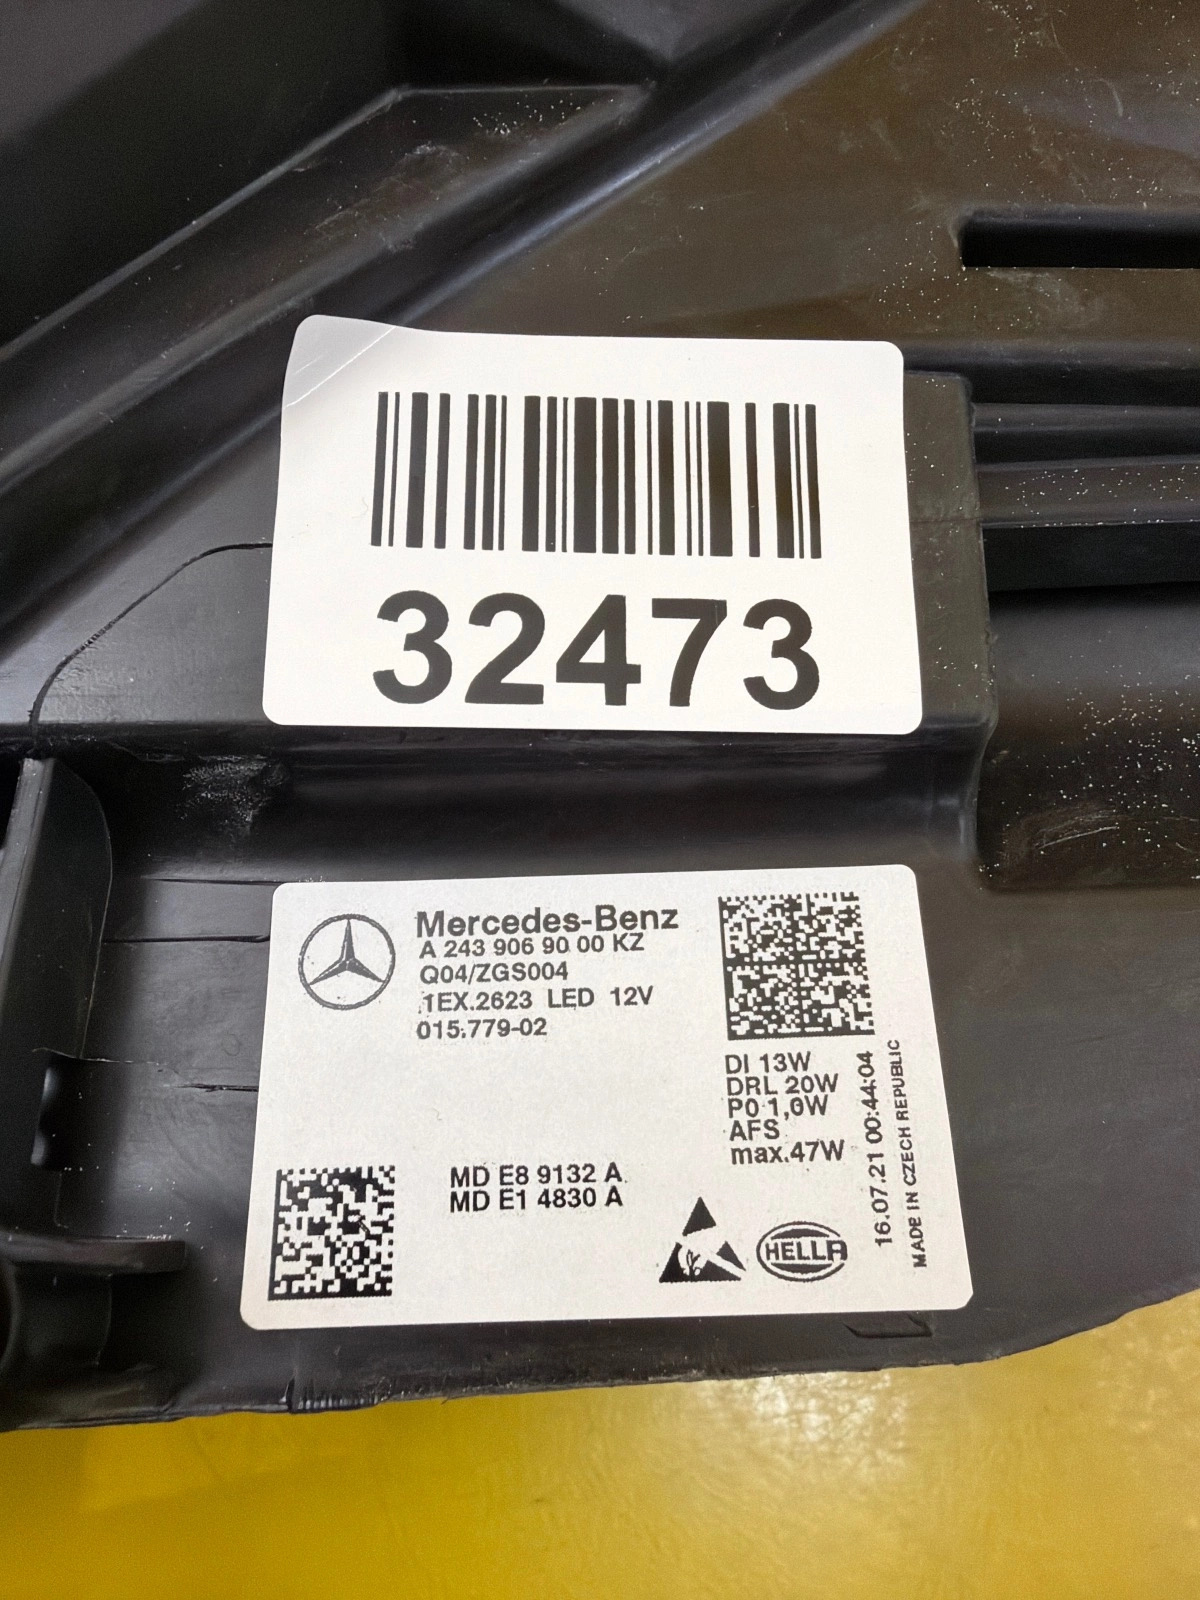 32473
Mercedes-Benz
A 243 906 90 00 KZ
Q04/ZGS004
1EX.2623 LED 12V
015.779-02
DI 13W
DRL 20W
PO 1,0W
AFS
max.47W
MD E8 9132 A
MD E1 4830 A
HELLA
16.07.21 00:44:04
MADE IN CZECH REPUBLIC